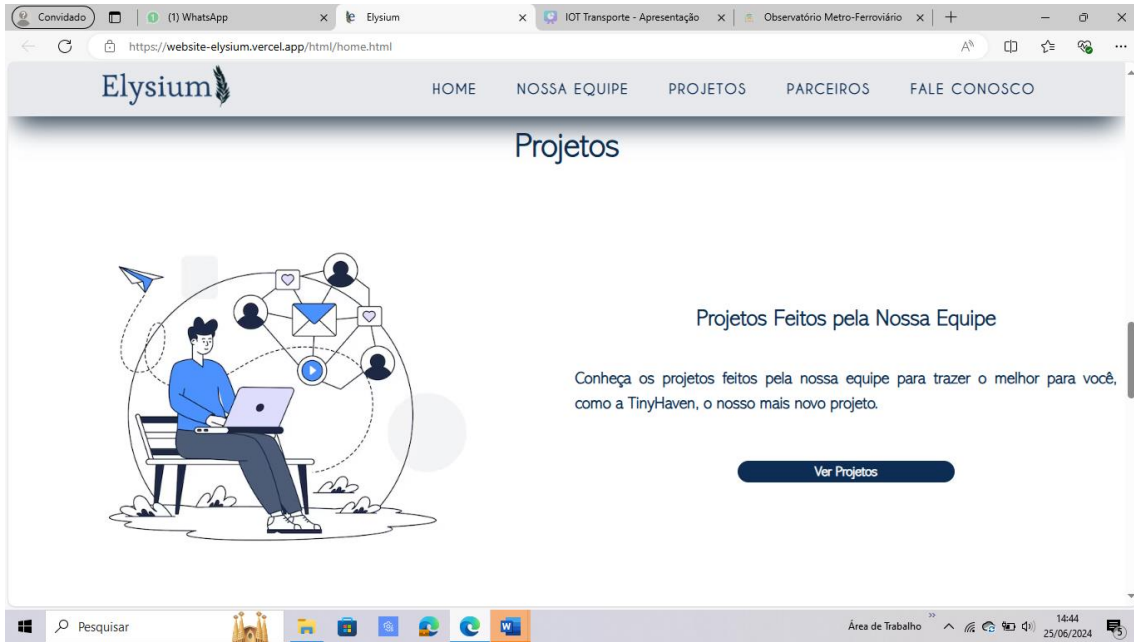 Convidado
(1) WhatsApp
Elysium
IOT Transporte - Apresentação
Observatório Metro-Ferroviário
https://website-elysium.vercel.app/html/home.html
Elysium
HOME
NOSSA EQUIPE
PROJETOS
PARCEIROS
FALE CONOSCO
Projetos
Projetos Feitos pela Nossa Equipe
Conheça os projetos feitos pela nossa equipe para trazer o melhor para você,
como a TinyHaven, o nosso mais novo projeto.
Ver Projetos
Pesquisar
Área de Trabalho
14:44
25/06/2024